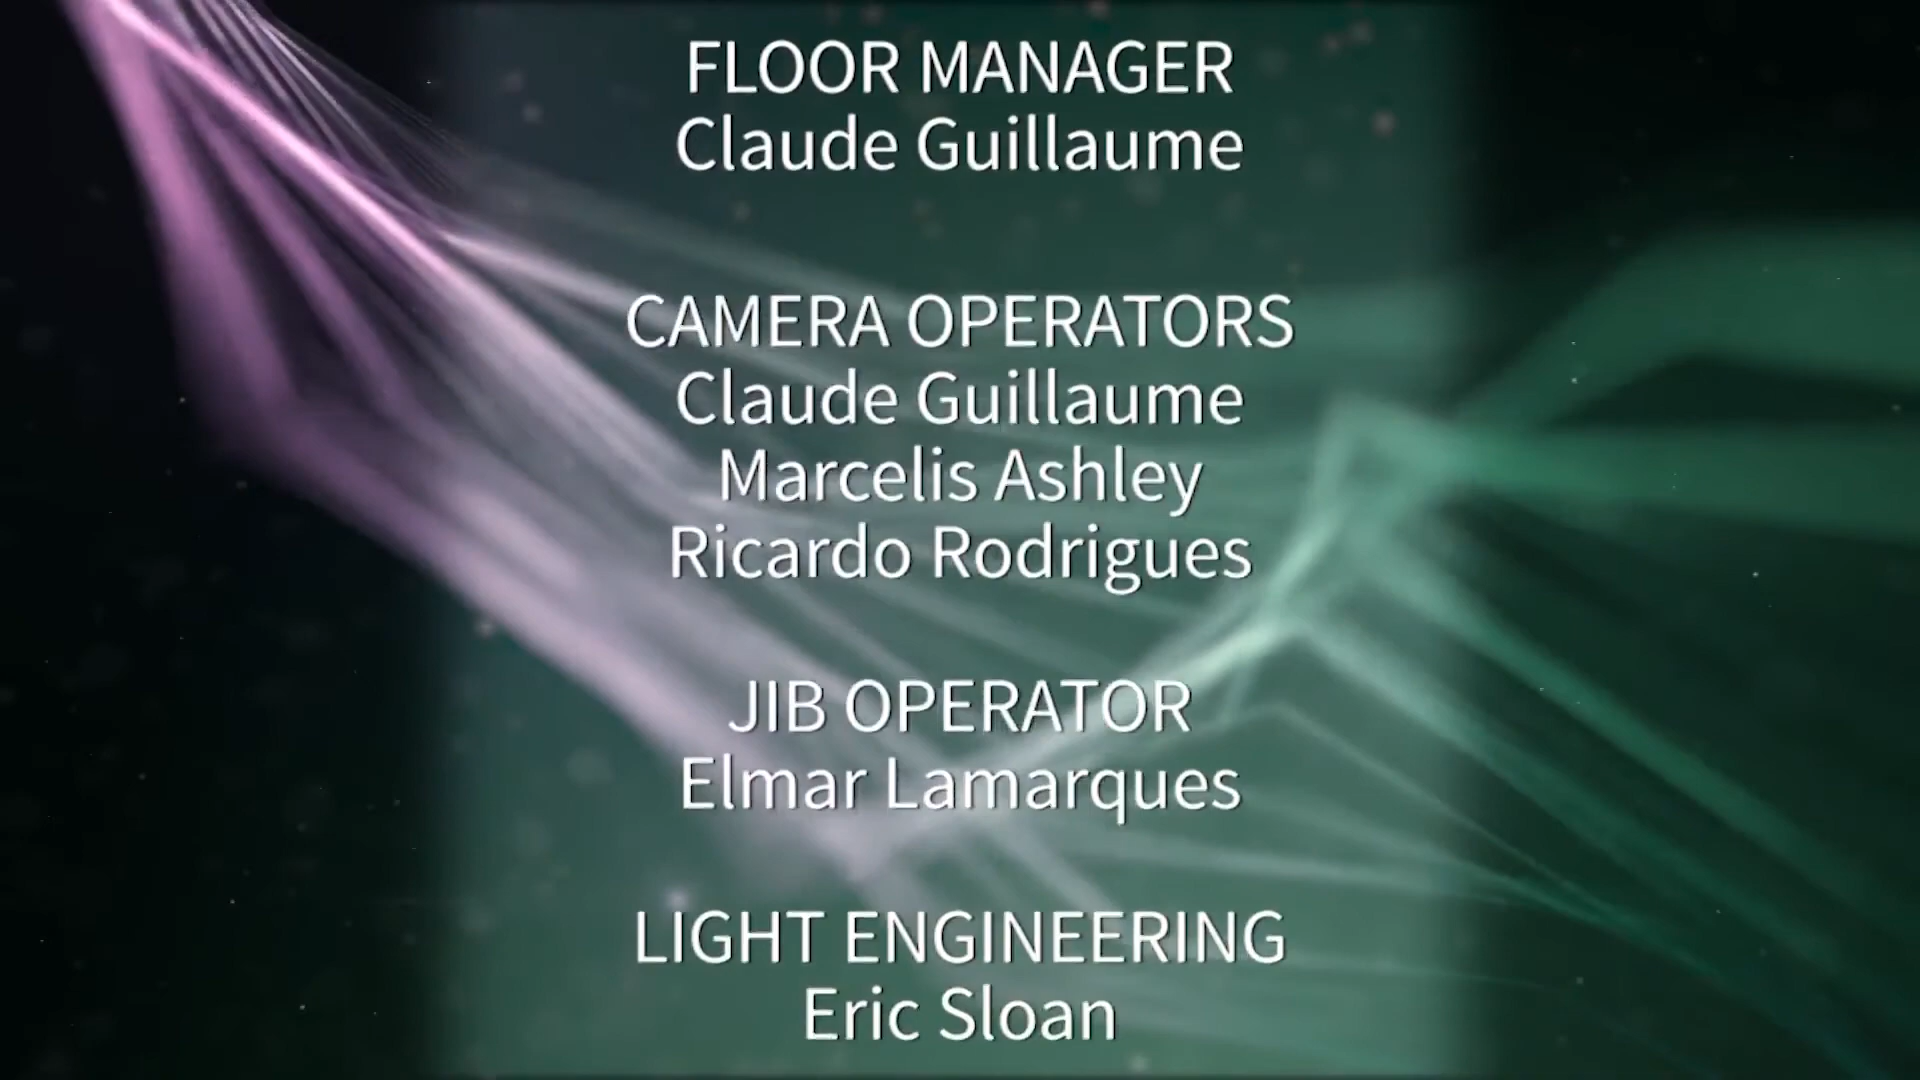 FLOOR MANAGER
Claude Guillaume
CAMERA OPERATORS
Claude Guillaume
Marcelis Ashley
Ricardo Rodrigues
JIB OPERATOR
Elmar Lamarques
LIGHT ENGINEERING
Eric Sloan